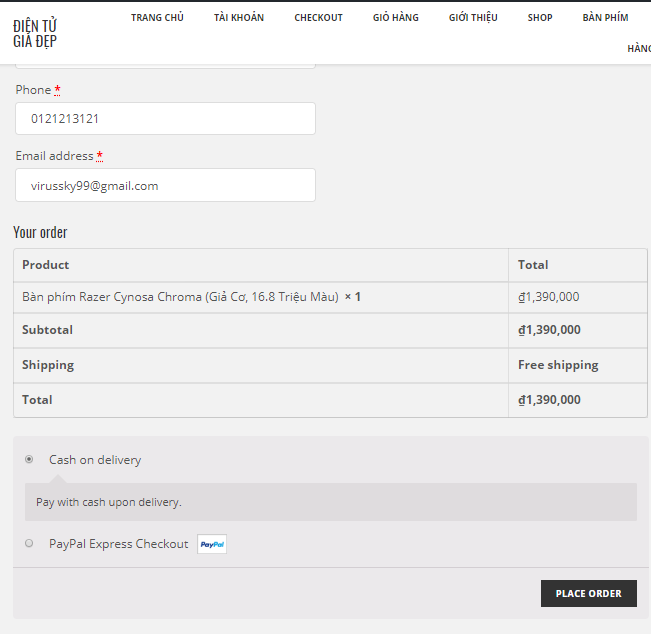 ĐIỆN TỬ
GIÁ ĐẸP
TRANG CHỦ TÀI KHOẢN CHECKOUT GIỎ HÀNG GIỚI THIỆU SHOP BÀN PHÍM
HÀNG
Phone *
0121213121
Email address *
virussky99@gmail.com
Your order
Product Total
Bàn phím Razer Cynosa Chroma (Giả Cơ, 16.8 Triệu Màu) × 1 ₫1,390,000
Subtotal ₫1,390,000
Shipping Free shipping
Total ₫1,390,000
Cash on delivery
Pay with cash upon delivery.
PayPal Express Checkout PayPal
PLACE ORDER